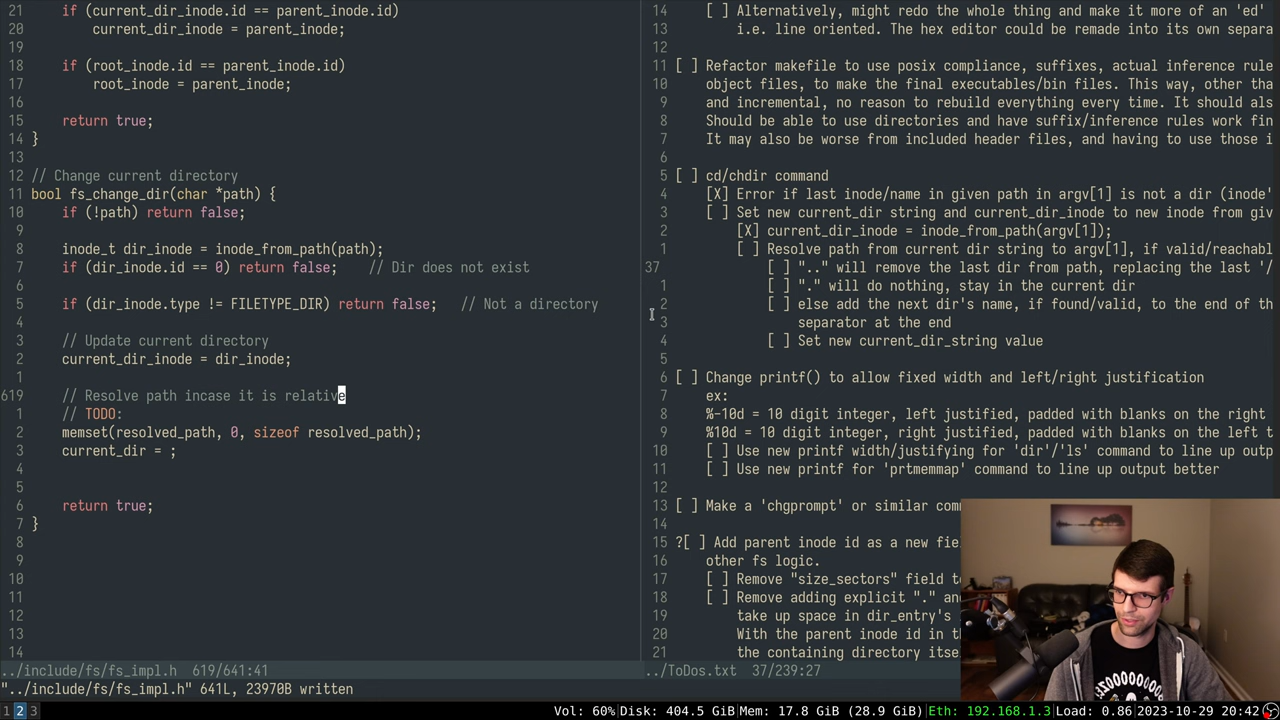 21    if (current_dir_inode.id == parent_inode.id)
20        current_dir_inode = parent_inode;
19
18    if (root_inode.id == parent_inode.id)
17        root_inode = parent_inode;
16
15    return true;
14 }
13
12 // Change current directory
11 bool fs_change_dir(char *path) {
10    if (!path) return false;
9
8    inode_t dir_inode = inode_from_path(path);
7    if (dir_inode.id == 0) return false;    // Dir does not exist
6
5    if (dir_inode.type != FILETYPE_DIR) return false;   // Not a directory
4
3    // Update current directory
2    current_dir_inode = dir_inode;
1
619    // Resolve path incase it is relative
1    // TODO:
2    memset(resolved_path, 0, sizeof resolved_path);
3    current_dir = ;
4
5
6    return true;
7 }
8
9
10
11
12
13
14
../include/fs/fs_impl.h  619/641:41
14    [ ] Alternatively, might redo the whole thing and make it more of an 'ed'
13        i.e. line oriented. The hex editor could be remade into its own separa
12
11 [ ] Refactor makefile to use posix compliance, suffixes, actual inference rule
10    object files, to make the final executables/bin files. This way, other tha
9    and incremental, no reason to rebuild everything every time. It should als
8    Should be able to use directories and have suffix/inference rules work fin
7    It may also be worse from included header files, and having to use those i
6
5 [ ] cd/chdir command
4    [X] Error if last inode/name in given path in argv[1] is not a dir (inode'
3    [ ] Set new current_dir string and current_dir_inode to new inode from giv
2        [X] current_dir_inode = inode_from_path(argv[1]);
1        [ ] Resolve path from current dir string to argv[1], if valid/reachabl
37            [ ] ".." will remove the last dir from path, replacing the last '/
1            [ ] "." will do nothing, stay in the current dir
2            [ ] else add the next dir's name, if found/valid, to the end of th
3                separator at the end
4            [ ] Set new current_dir_string value
5
6 [ ] Change printf() to allow fixed width and left/right justification
7    ex:
8    %-10d = 10 digit integer, left justified, padded with blanks on the right
9    %10d = 10 digit integer, right justified, padded with blanks on the left t
10    [ ] Use new printf width/justifying for 'dir'/'ls' command to line up outp
11    [ ] Use new printf for 'prtmemmap' command to line up output better
12
13 [ ] Make a 'chgprompt' or similar com
14
15 ?[ ] Add parent inode id as a new fie
16    other fs logic.
17    [ ] Remove "size_sectors" field t
18    [ ] Remove adding explicit "." an
19        take up space in dir_entry's
20        With the parent inode id in t
21        the containing directory itse
../ToDos.txt  37/239:27
"../include/fs/fs_impl.h" 641L, 23970B written
1 2 3
Vol: 60%|Disk: 404.5 GiB|Mem: 17.8 GiB (28.9 GiB)|Eth: 192.168.1.3|Load: 0.86 2023-10-29 20:42